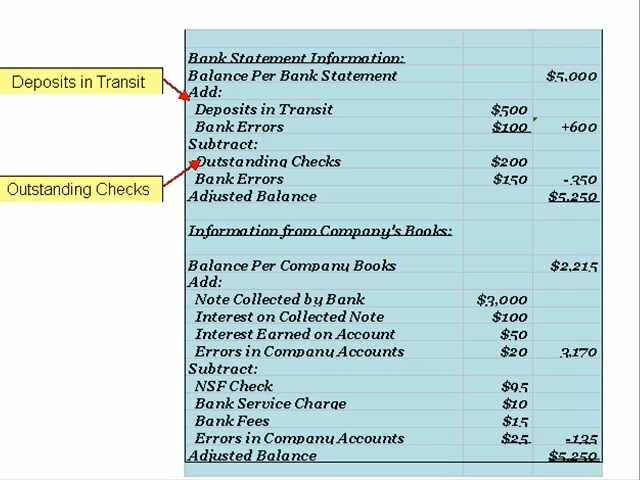 Bank Statement Information:
Balance Per Bank Statement $5,000
Deposits in Transit
Add:
Deposits in Transit $500
Bank Errors $100 +600
Subtract:
Outstanding Checks $200
Outstanding Checks
Bank Errors $150 -350
Adjusted Balance $5,250
Information from Company's Books:
Balance Per Company Books $2,215
Add:
Note Collected by Bank $3,000
Interest on Collected Note $100
Interest Earned on Account $50
Errors in Company Accounts $20 3,170
Subtract:
NSF Check $95
Bank Service Charge $10
Bank Fees $15
Errors in Company Accounts $25 -135
Adjusted Balance $5,250